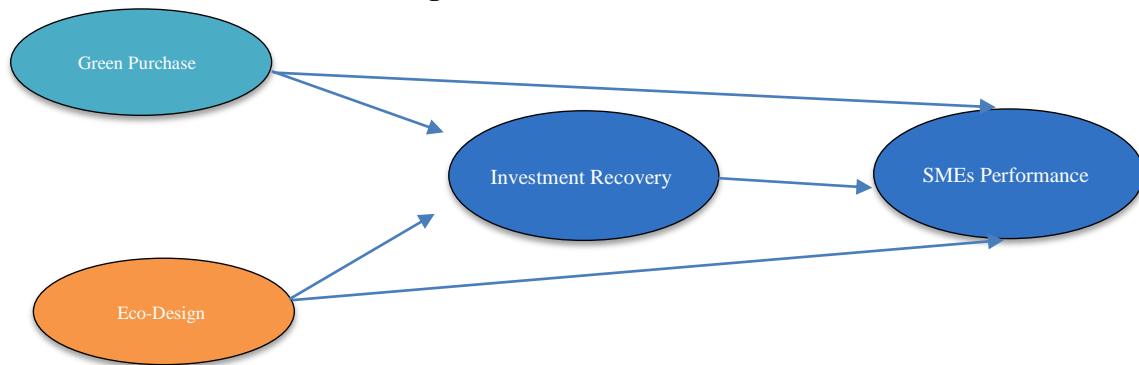 Green Purchase
Investment Recovery
SMEs Performance
Eco-Design